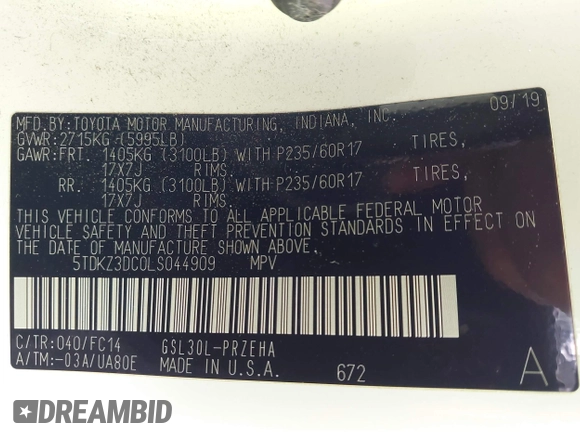 09/19
MFD.BY:TOYOTA MOTOR MANUFACTURING, INDIANA, INC.
GVWR:2715KG (5995LB)
GAWR:FRT. 1405KG (3100LB) WITH P235/60R17 TIRES,
17X7J RIMS.
RR. 1405KG (3100LB) WITH P235/60R17 TIRES,
17X7J RIMS.
THIS VEHICLE CONFORMS TO ALL APPLICABLE FEDERAL MOTOR
VEHICLE SAFETY AND THEFT PREVENTION STANDARDS IN EFFECT ON
THE DATE OF MANUFACTURE SHOWN ABOVE.
5TDKZ3DC0LS044909 MPV
C/TR:040/FC14 GSL30L-PRZEHA
A/TM:-03A/UA80E MADE IN U.S.A. 672 A
DREAMBID